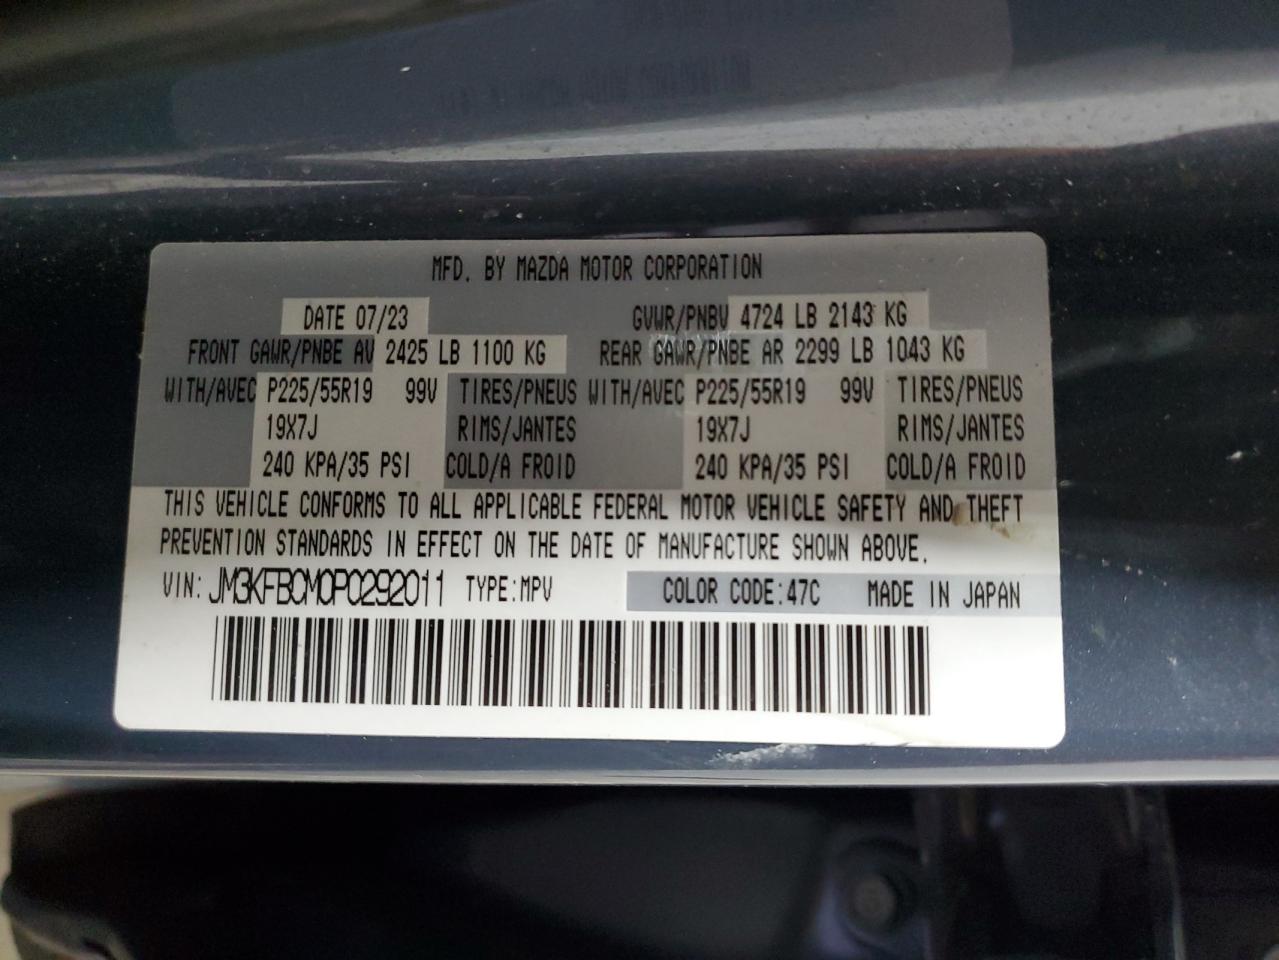 MFD. BY MAZDA MOTOR CORPORATION
DATE 07/23 GVWR/PNBV 4724 LB 2143 KG
FRONT GAWR/PNBE AV 2425 LB 1100 KG REAR GAWR/PNBE AR 2299 LB 1043 KG
WITH/AVEC P225/55R19 99V TIRES/PNEUS WITH/AVEC P225/55R19 99V TIRES/PNEUS
19X7J RIMS/JANTES 19X7J RIMS/JANTES
240 KPA/35 PSI COLD/A FROID 240 KPA/35 PSI COLD/A FROID
THIS VEHICLE CONFORMS TO ALL APPLICABLE FEDERAL MOTOR VEHICLE SAFETY AND THEFT
PREVENTION STANDARDS IN EFFECT ON THE DATE OF MANUFACTURE SHOWN ABOVE.
VIN: JM3KFBCM0P0292011 TYPE:MPV COLOR CODE:47C MADE IN JAPAN